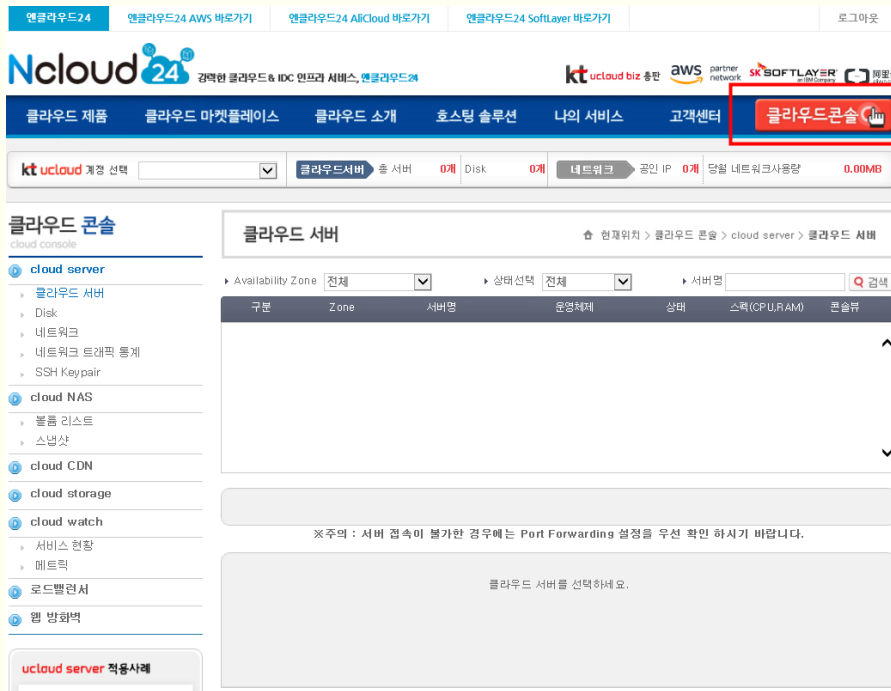 엔클라우드24 엔클라우드24 AWS 바로가기 엔클라우드24 AliCloud 바로가기 엔클라우드24 SoftLayer 바로가기 로그아웃
Ncloud 24 강력한 클라우드 & IDC 인프라 서비스, 엔클라우드24 kt ucloud biz 총판 aws partner network SK SOFTLAYER an IBM Company
클라우드 제품 클라우드 마켓플레이스 클라우드 소개 호스팅 솔루션 나의 서비스 고객센터 클라우드콘솔
kt ucloud 계정 선택 클라우드서버 총 서버 0개 Disk 0개 네트워크 공인 IP 0개 당월 네트워크사용량 0.00MB
클라우드 콘솔
cloud console
클라우드 서버 현재위치 > 클라우드 콘솔 > cloud server > 클라우드 서버
cloud server
클라우드 서버
Disk
네트워크
네트워크 트래픽 통계
SSH Keypair
cloud NAS
볼륨 리스트
스냅샷
cloud CDN
cloud storage
cloud watch
서비스 현황
메트릭
로드밸런서
웹 방화벽
ucloud server 적용사례
Availability Zone 전체 상태선택 전체 서버명 검색
구분 Zone 서버명 운영체제 상태 스펙(CPU,RAM) 콘솔뷰
※주의 : 서버 접속이 불가한 경우에는 Port Forwarding 설정을 우선 확인 하시기 바랍니다.
클라우드 서버를 선택하세요.